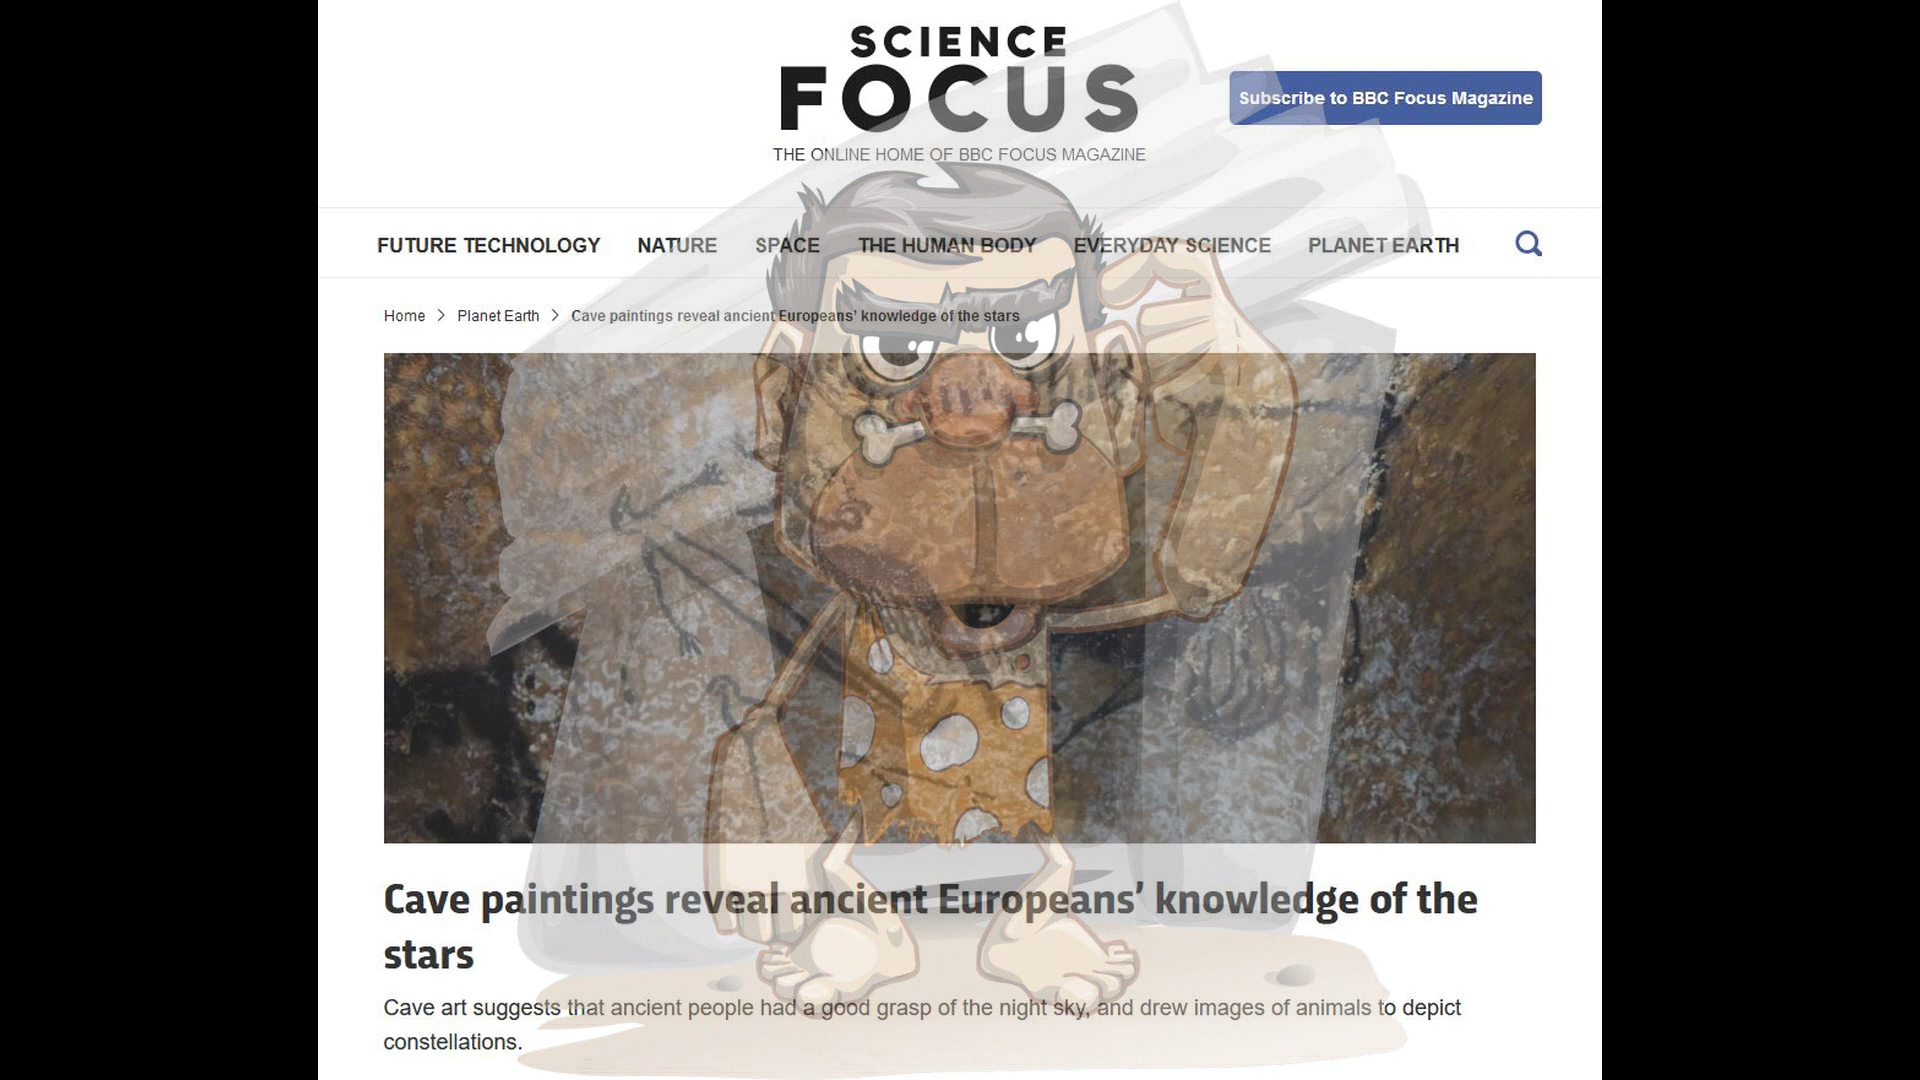 SCIENCE
FOCUS
THE ONLINE HOME OF BBC FOCUS MAGAZINE
Subscribe to BBC Focus Magazine
FUTURE TECHNOLOGY NATURE SPACE THE HUMAN BODY EVERYDAY SCIENCE PLANET EARTH
Home > Planet Earth > Cave paintings reveal ancient Europeans’ knowledge of the stars
Cave paintings reveal ancient Europeans’ knowledge of the
stars
Cave art suggests that ancient people had a good grasp of the night sky, and drew images of animals to depict
constellations.